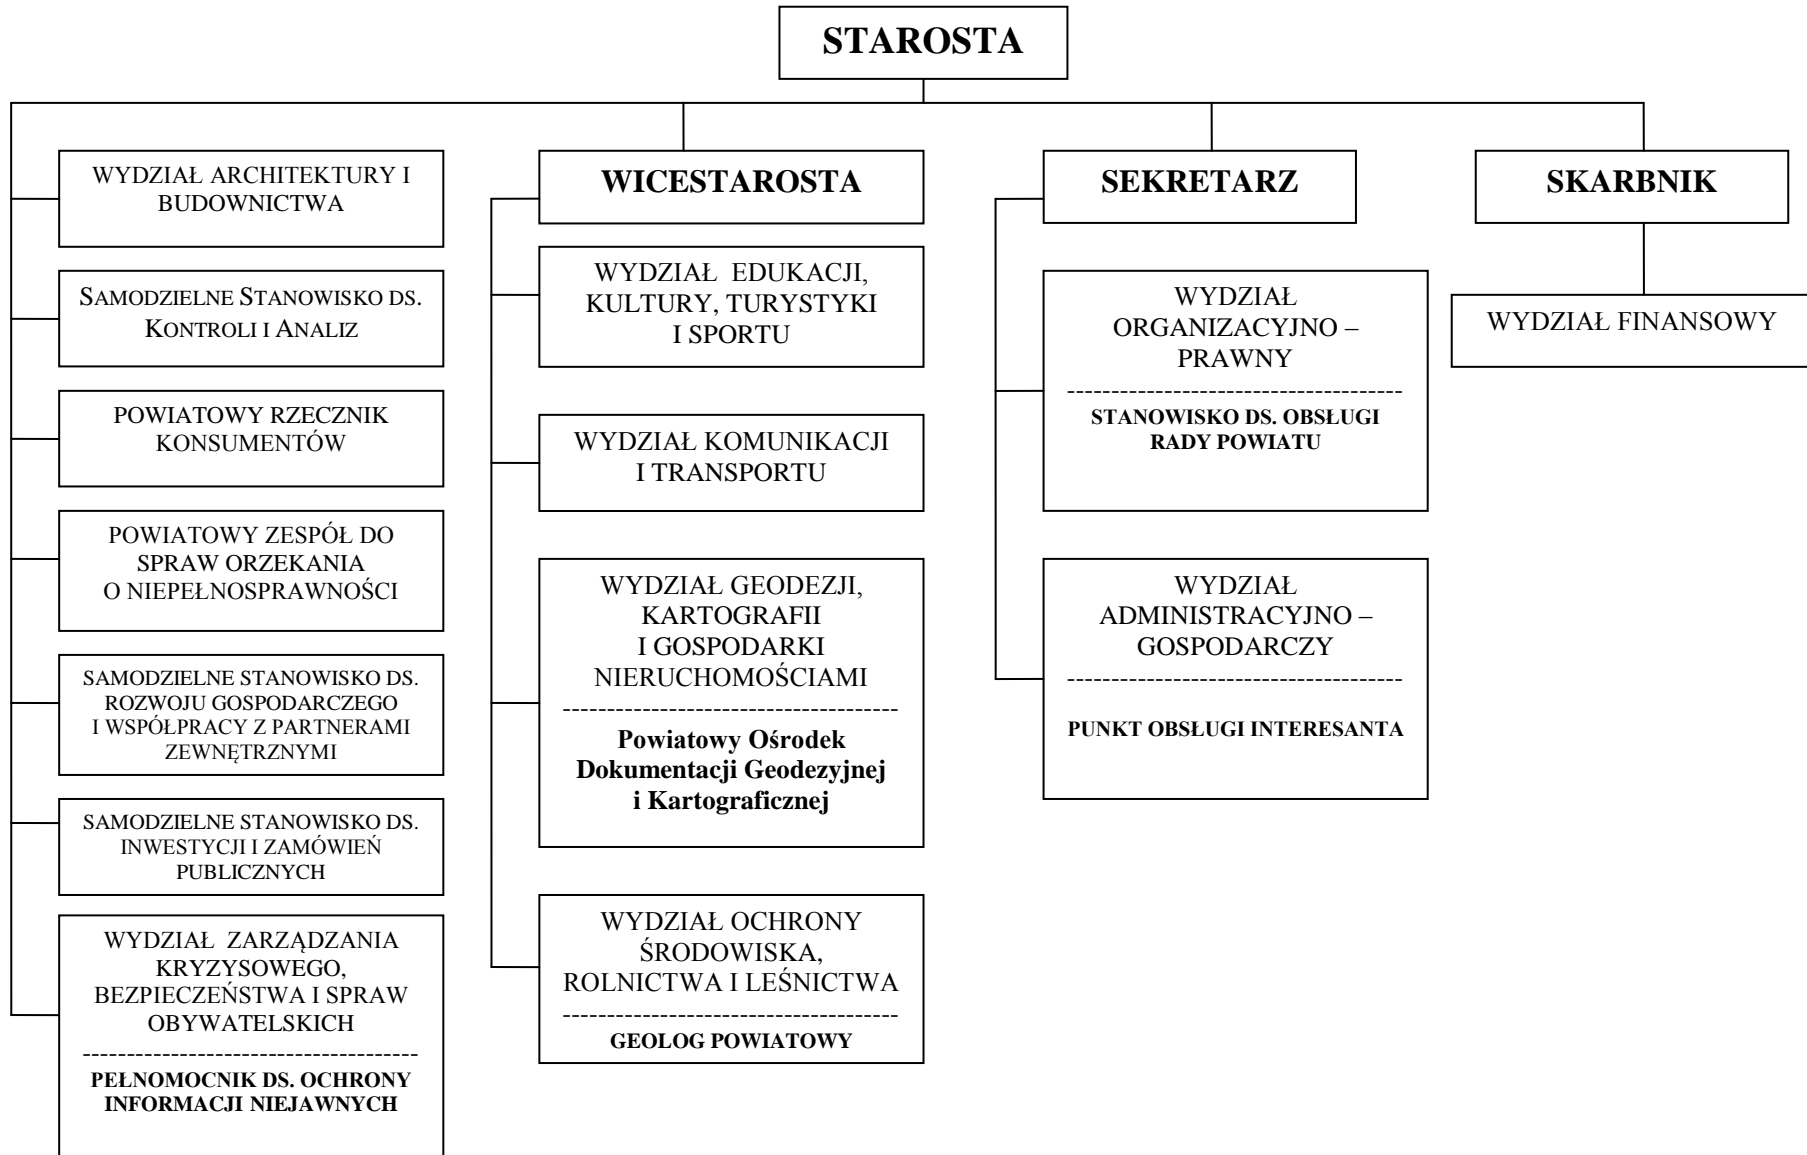 STAROSTA
WYDZIAŁ ARCHITEKTURY I
BUDOWNICTWA
SAMODZIELNE STANOWISKO DS.
KONTROLI I ANALIZ
POWIATOWY RZECZNIK
KONSUMENTÓW
POWIATOWY ZESPÓŁ DO
SPRAW ORZEKANIA
O NIEPEŁNOSPRAWNOŚCI
SAMODZIELNE STANOWISKO DS.
ROZWOJU GOSPODARCZEGO
I WSPÓŁPRACY Z PARTNERAMI
ZEWNĘTRZNYMI
SAMODZIELNE STANOWISKO DS.
INWESTYCJI I ZAMÓWIEŃ
PUBLICZNYCH
WYDZIAŁ ZARZĄDZANIA
KRYZYSOWEGO,
BEZPIECZEŃSTWA I SPRAW
OBYWATELSKICH
--------------------------------------
PEŁNOMOCNIK DS. OCHRONY
INFORMACJI NIEJAWNYCH
WICESTAROSTA
WYDZIAŁ EDUKACJI,
KULTURY, TURYSTYKI
I SPORTU
WYDZIAŁ KOMUNIKACJI
I TRANSPORTU
WYDZIAŁ GEODEZJI,
KARTOGRAFII
I GOSPODARKI
NIERUCHOMOŚCIAMI
--------------------------------------
Powiatowy Ośrodek
Dokumentacji Geodezyjnej
i Kartograficznej
WYDZIAŁ OCHRONY
ŚRODOWISKA,
ROLNICTWA I LEŚNICTWA
--------------------------------------
GEOLOG POWIATOWY
SEKRETARZ
WYDZIAŁ
ORGANIZACYJNO –
PRAWNY
--------------------------------------
STANOWISKO DS. OBSŁUGI
RADY POWIATU
WYDZIAŁ
ADMINISTRACYJNO –
GOSPODARCZY
--------------------------------------
PUNKT OBSŁUGI INTERESANTA
SKARBNIK
WYDZIAŁ FINANSOWY